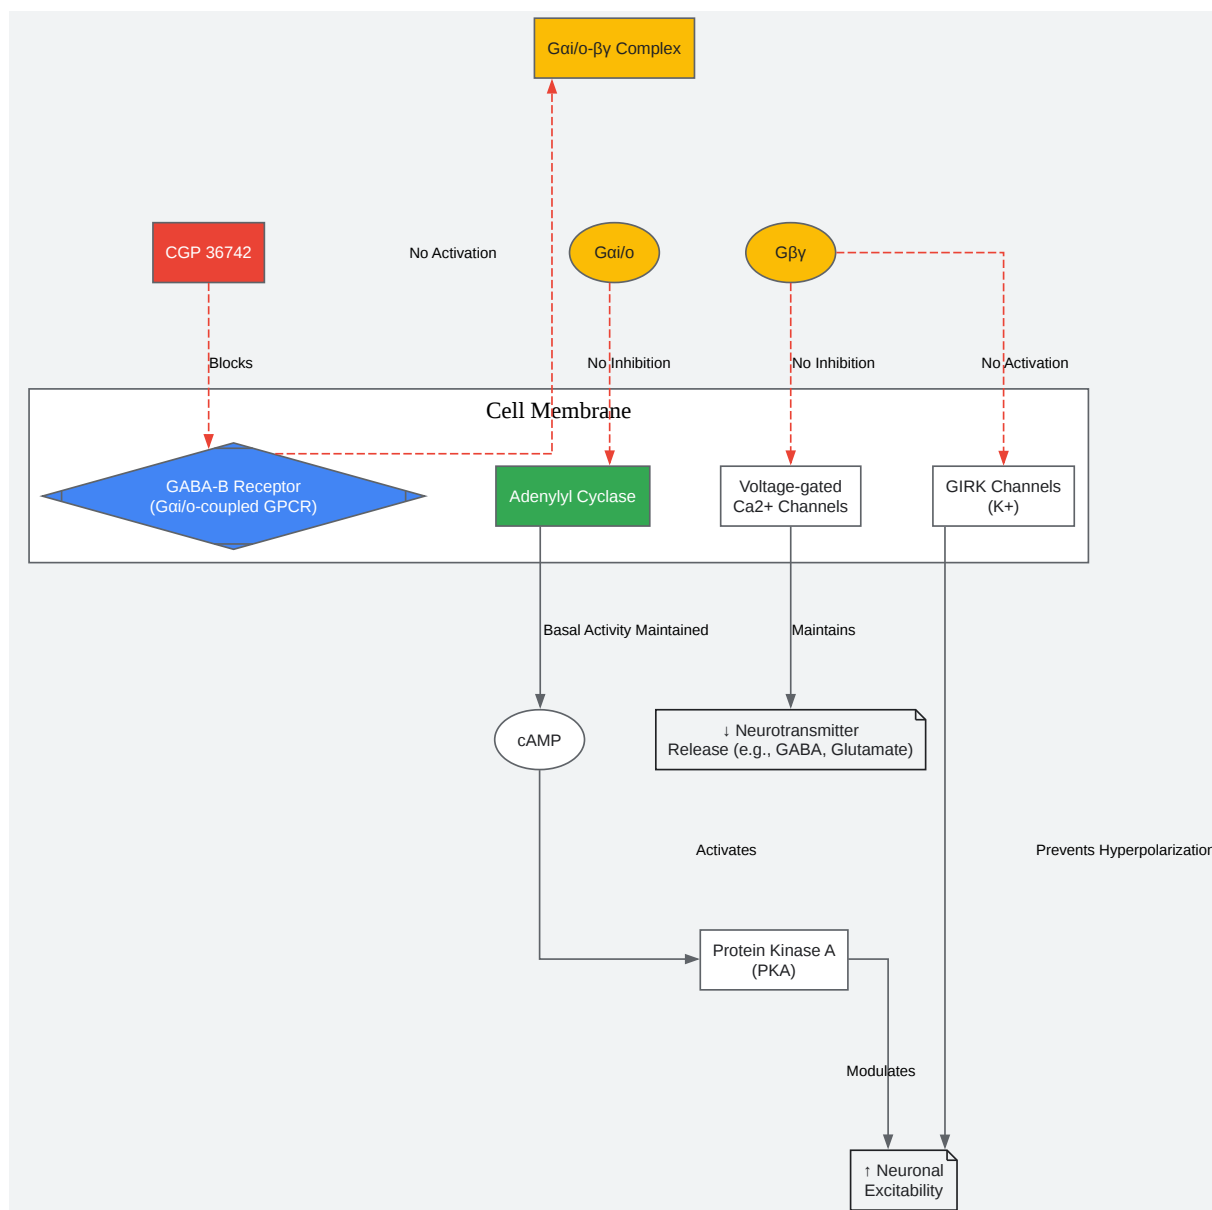 Gαi/o-βγ Complex
CGP 36742
No Activation
Gαi/o
Gβγ
Blocks
No Inhibition
No Inhibition
No Activation
Cell Membrane
GABA-B Receptor
(Gαi/o-coupled GPCR)
Adenylyl Cyclase
Voltage-gated
Ca2+ Channels
GIRK Channels
(K+)
Basal Activity Maintained
Maintains
cAMP
↓ Neurotransmitter
Release (e.g., GABA, Glutamate)
Activates
Prevents Hyperpolarization
Protein Kinase A
(PKA)
Modulates
↑ Neuronal
Excitability